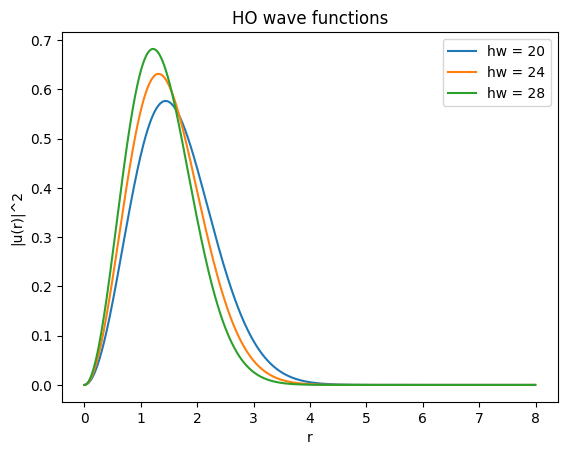 HO wave functions
hw = 20
hw = 24
hw = 28
|u(r)|^2
0.7
0.6
0.5
0.4
0.3
0.2
0.1
0.0
0 1 2 3 4 5 6 7 8
r